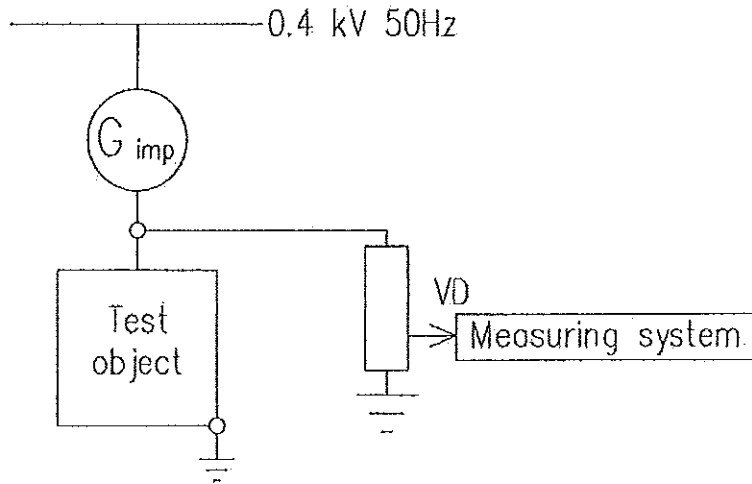 0.4 kV 50Hz
G imp
Test
object
VD
Measuring system